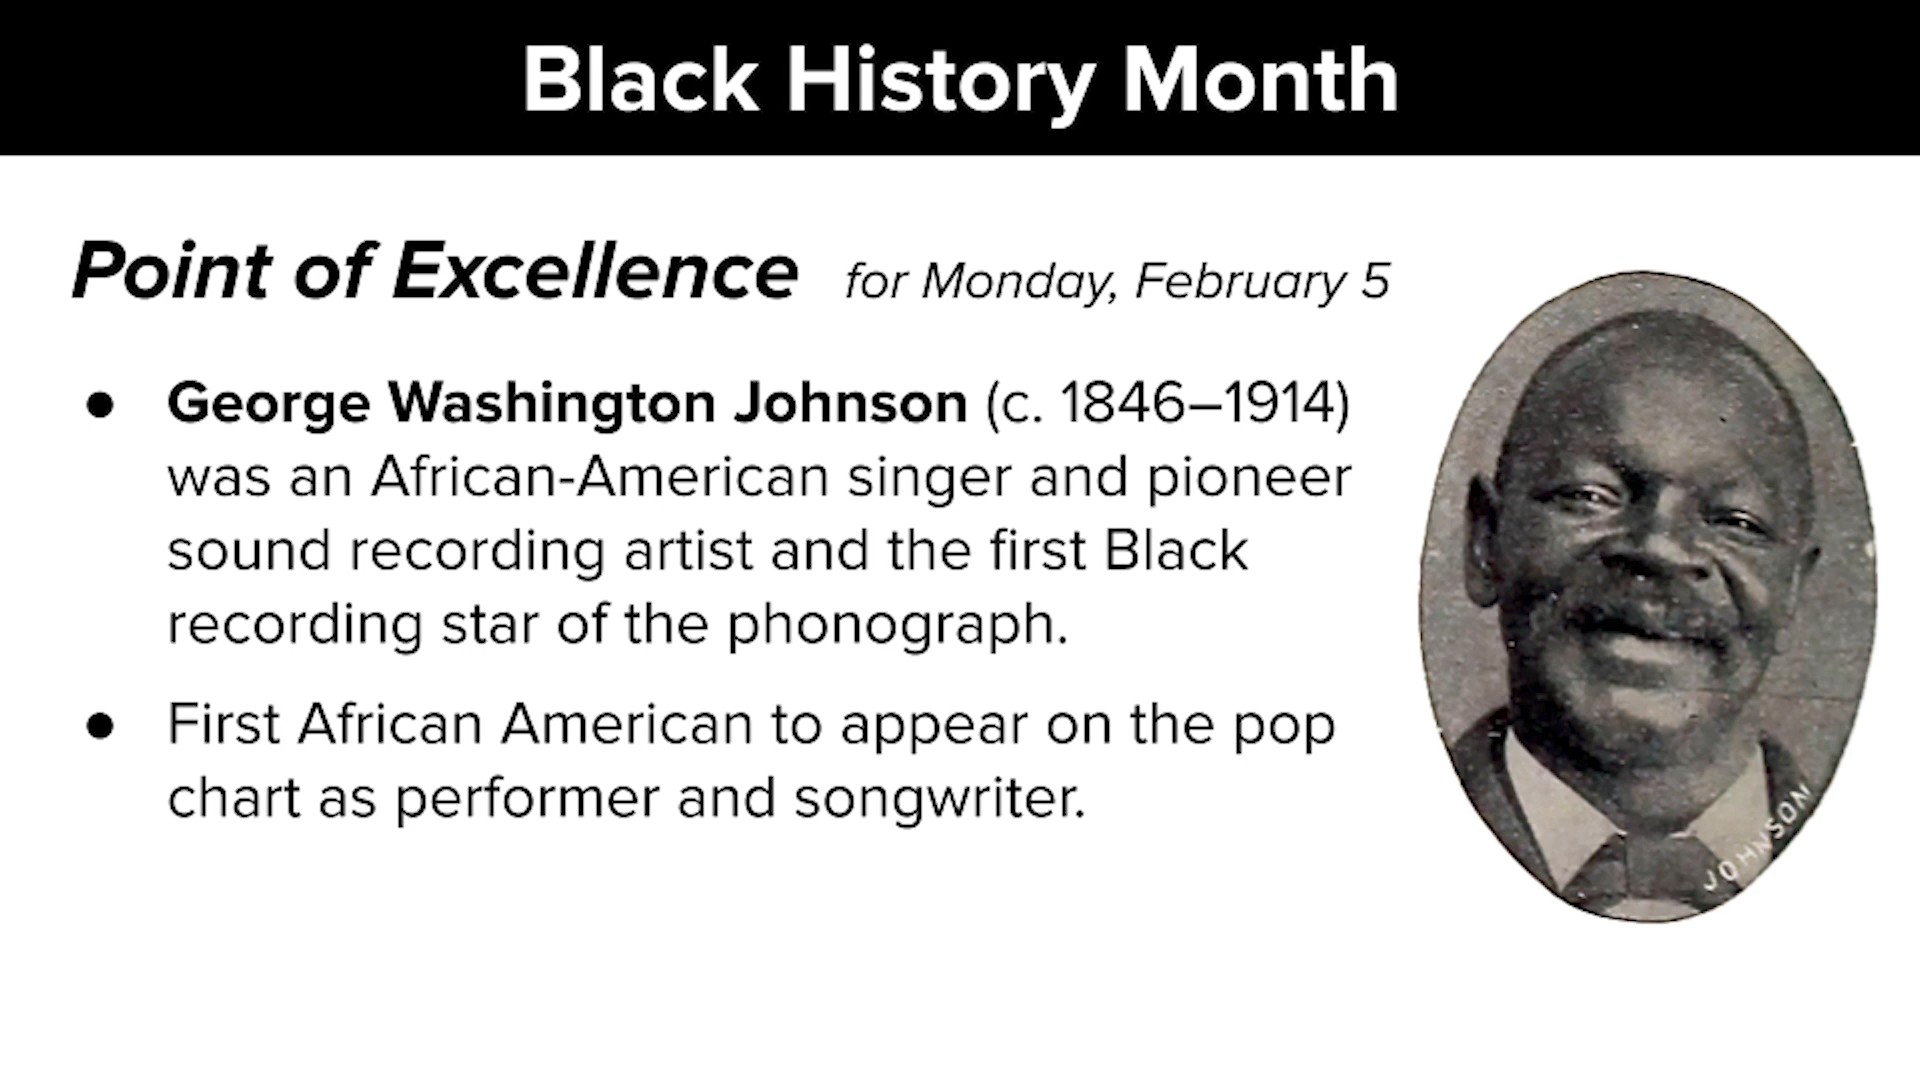 Black History Month
Point of Excellence for Monday, February 5
● George Washington Johnson (c. 1846–1914)
was an African-American singer and pioneer
sound recording artist and the first Black
recording star of the phonograph.
● First African American to appear on the pop
chart as performer and songwriter.
JOHNSON